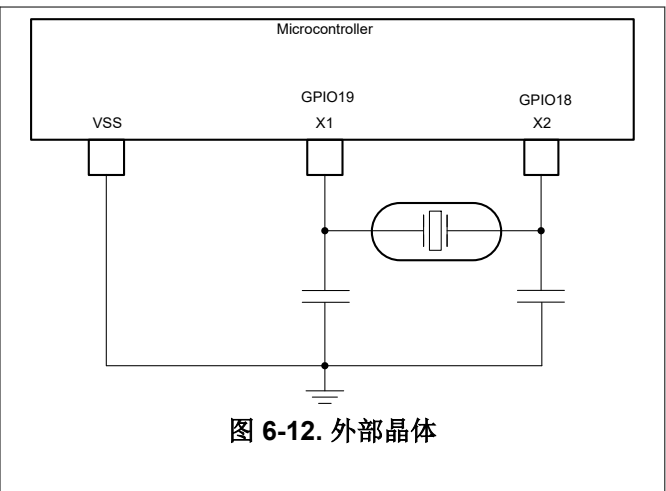 Microcontroller
GPIO19
GPIO18
VSS
X1
X2
图 6-12. 外部晶体